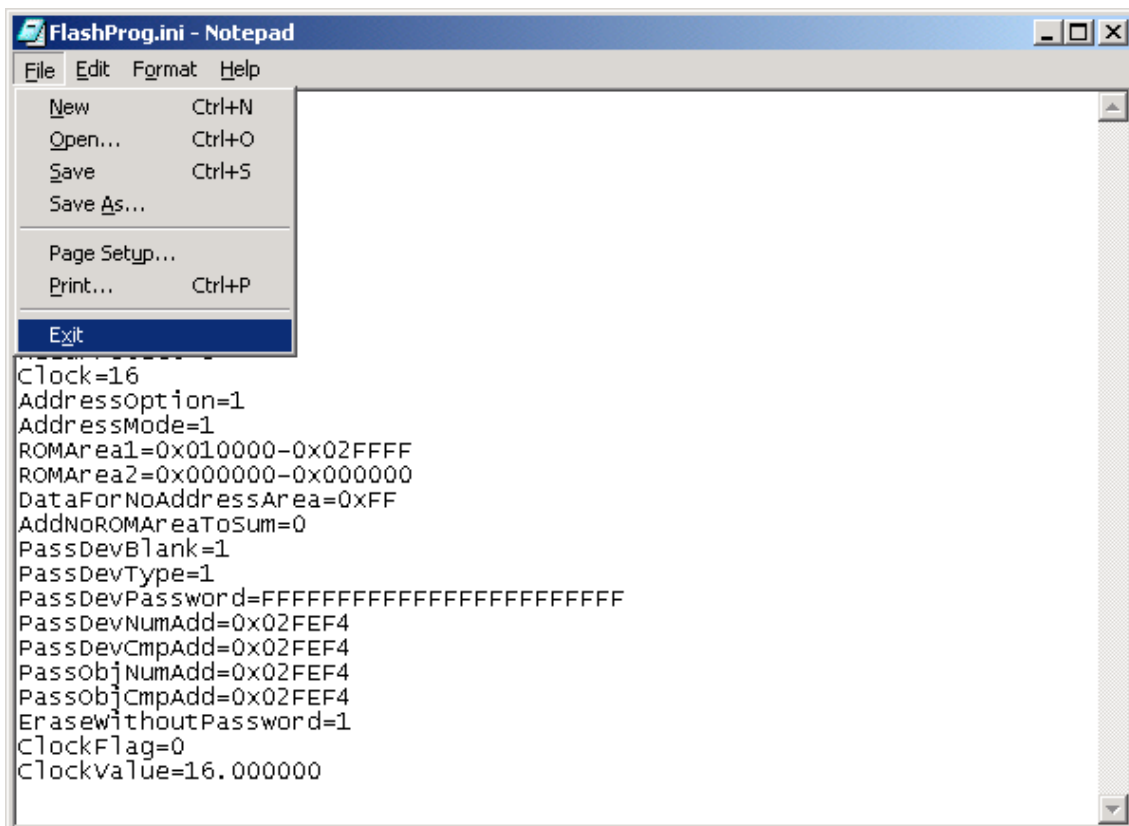 FlashProg.ini - Notepad
File Edit Format Help
New Ctrl+N
Open... Ctrl+O
Save Ctrl+S
Save As...
Page Setup...
Print... Ctrl+P
Exit
Clock=16
AddressOption=1
AddressMode=1
ROMArea1=0x010000-0x02FFFF
ROMArea2=0x000000-0x000000
DataForNoAddressArea=0xFF
AddNoROMAreaToSum=0
PassDevBlank=1
PassDevType=1
PassDevPassword=FFFFFFFFFFFFFFFFFFFFFFFF
PassDevNumAdd=0x02FEF4
PassDevCmpAdd=0x02FEF4
PassObjNumAdd=0x02FEF4
PassObjCmpAdd=0x02FEF4
EraseWithoutPassword=1
ClockFlag=0
ClockValue=16.000000